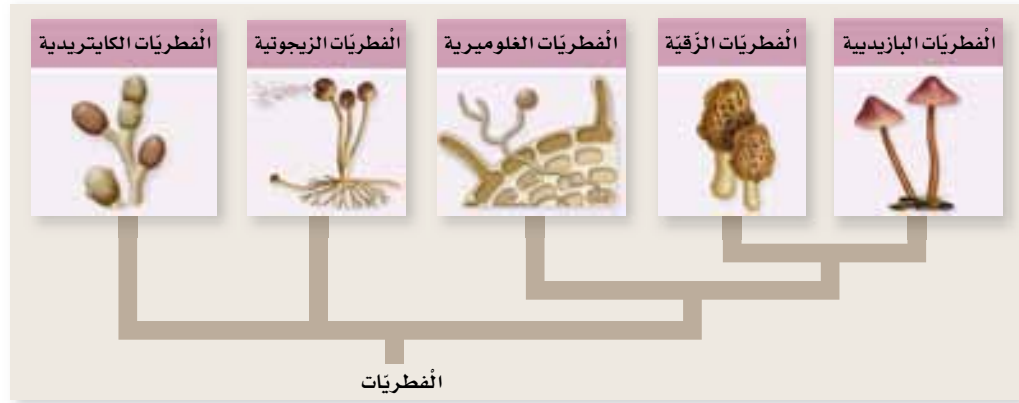 الْفطريّات البازيديية
الْفطريّات الزّقيّة
الْفطريّات الغلوميرية
الْفطريّات الزيجوتية
الْفطريّات الكايتريدية
الْفطريّات